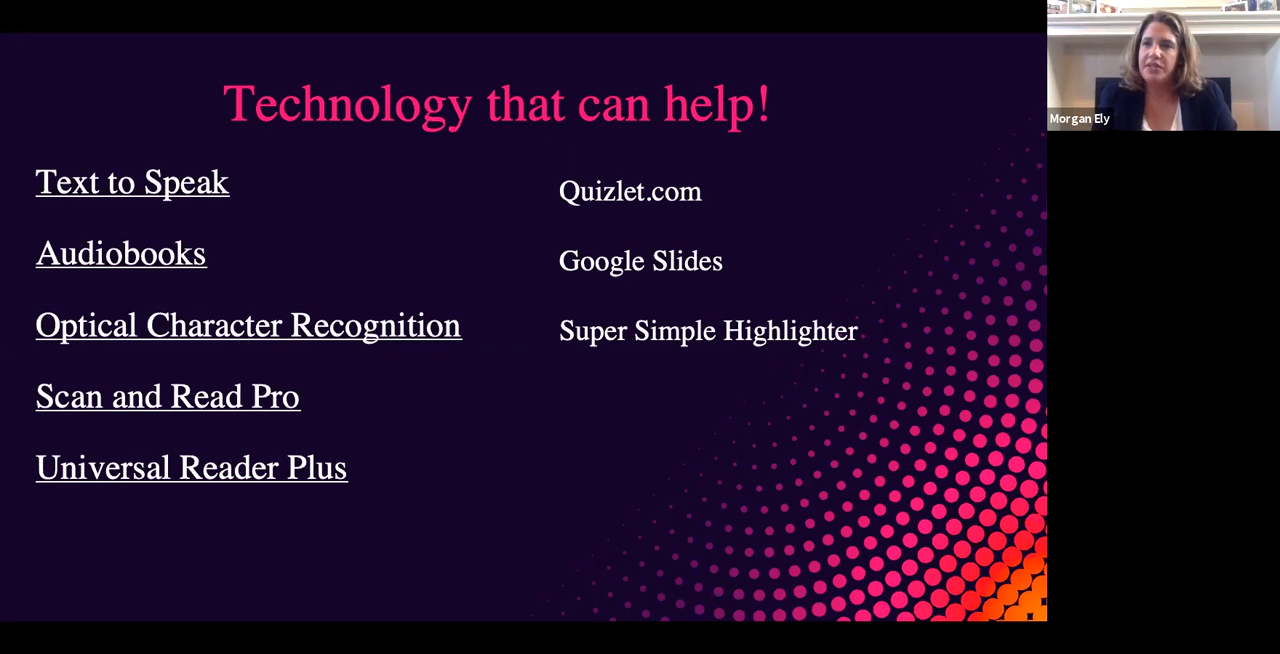 Technology that can help!
Text to Speak
Audiobooks
Optical Character Recognition
Scan and Read Pro
Universal Reader Plus
Quizlet.com
Google Slides
Super Simple Highlighter
Morgan Ely